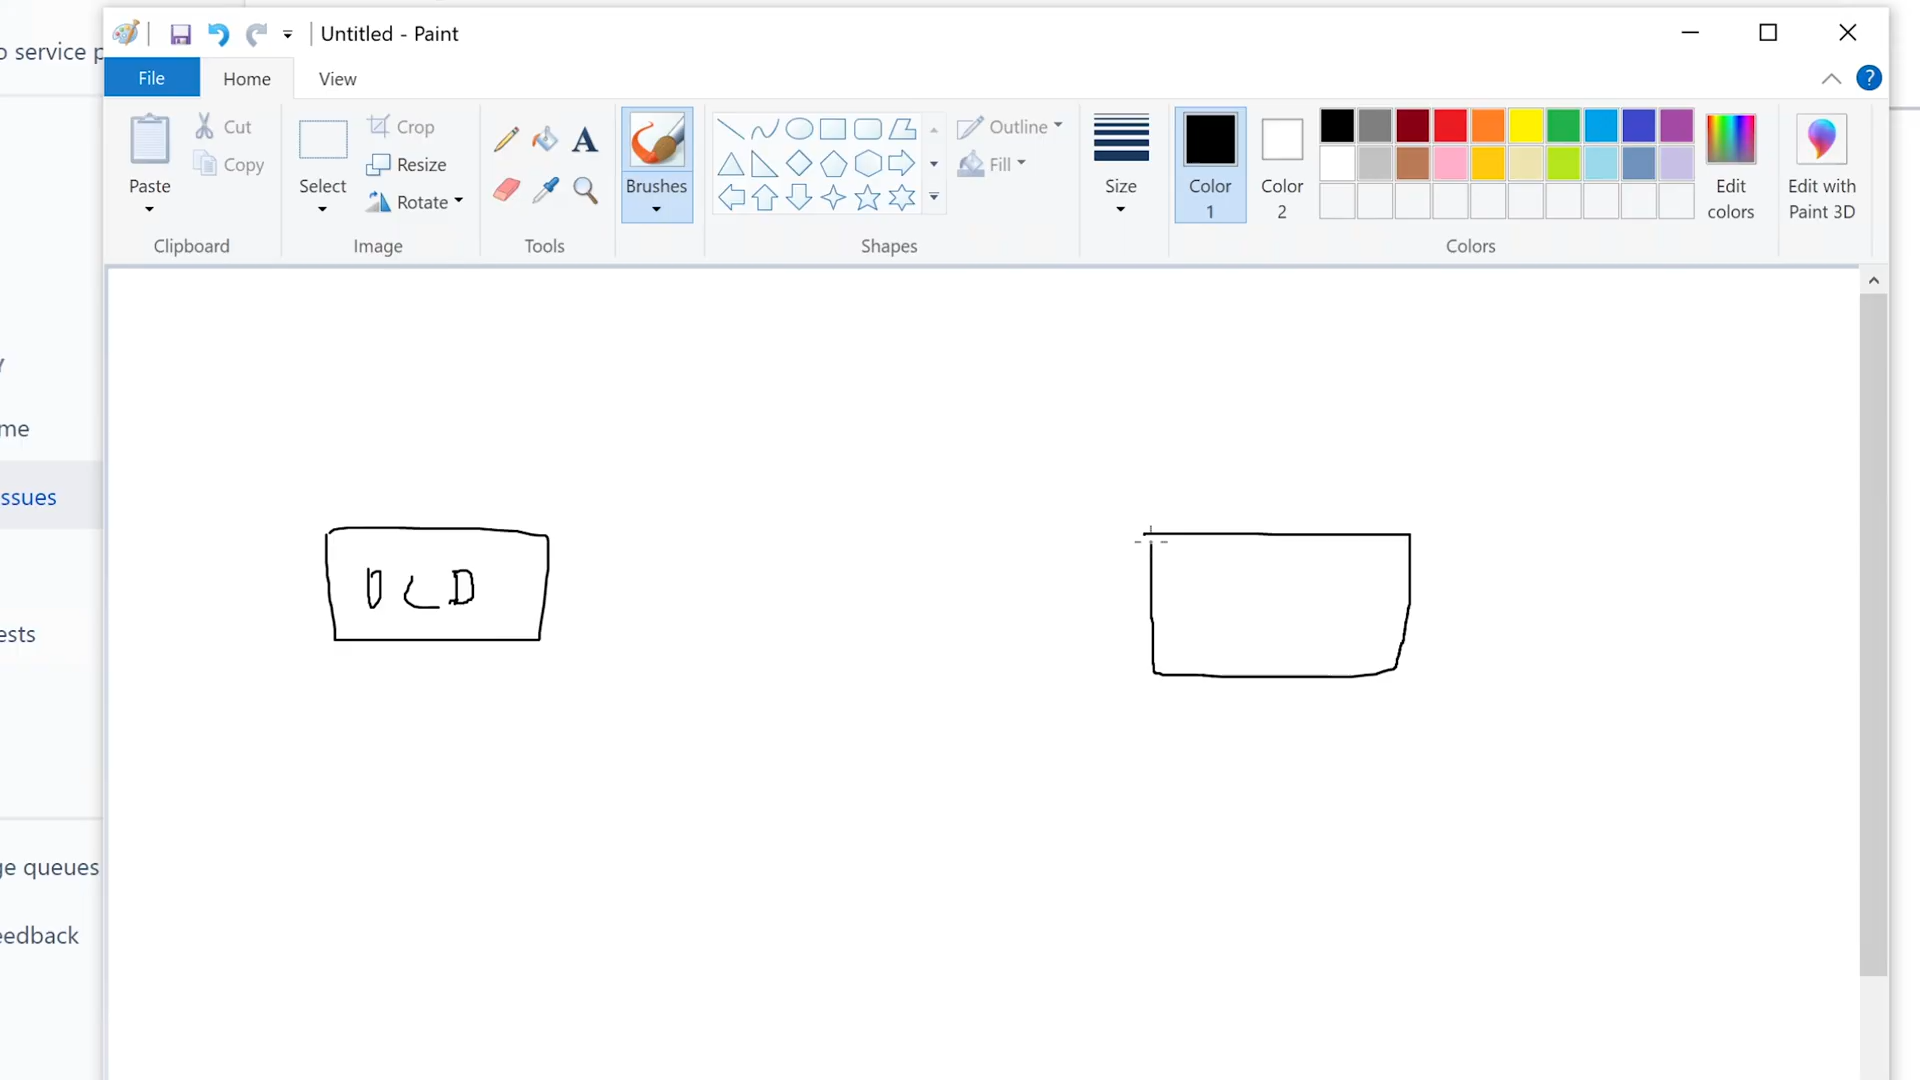 o service p
Untitled - Paint
File
Home
View
?
Paste
Cut
Copy
Clipboard
Select
Crop
Resize
Rotate
Image
A
Tools
Brushes
Shapes
Outline
Fill
Size
Color
1
Color
2
Edit
colors
Edit with
Paint 3D
Colors
me
ssues
ests
ge queues
eedback